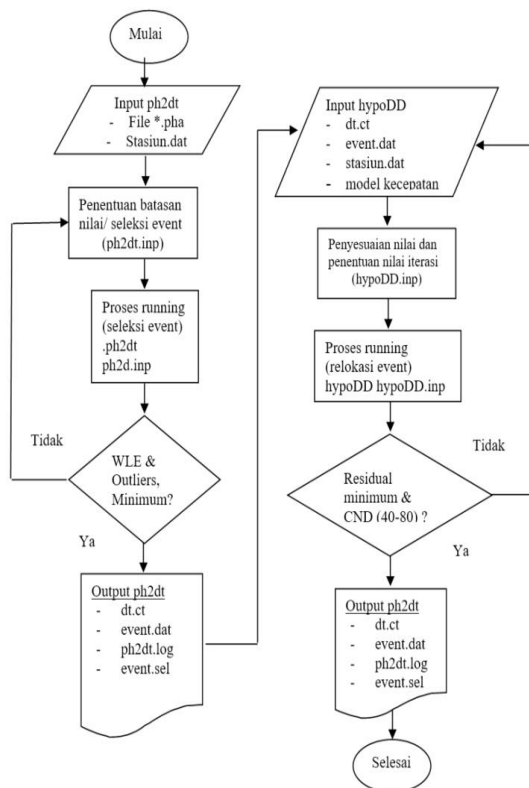 Mulai
Input ph2dt
- File *.pha
- Stasiun.dat
Penentuan batasan
nilai/ seleksi event
(ph2dt.inp)
Proses running
(seleksi event)
.ph2dt
ph2d.inp
Tidak
WLE &
Outliers,
Minimum?
Ya
Output ph2dt
- dt.ct
- event.dat
- ph2dt.log
- event.sel
Input hypoDD
- dt.ct
- event.dat
- stasiun.dat
- model kecepatan
Penyesuaian nilai dan
penentuan nilai iterasi
(hypoDD.inp)
Proses running
(relokasi event)
hypoDD hypoDD.inp
Tidak
Residual
minimum &
CND (40-80) ?
Ya
Output ph2dt
- dt.ct
- event.dat
- ph2dt.log
- event.sel
Selesai